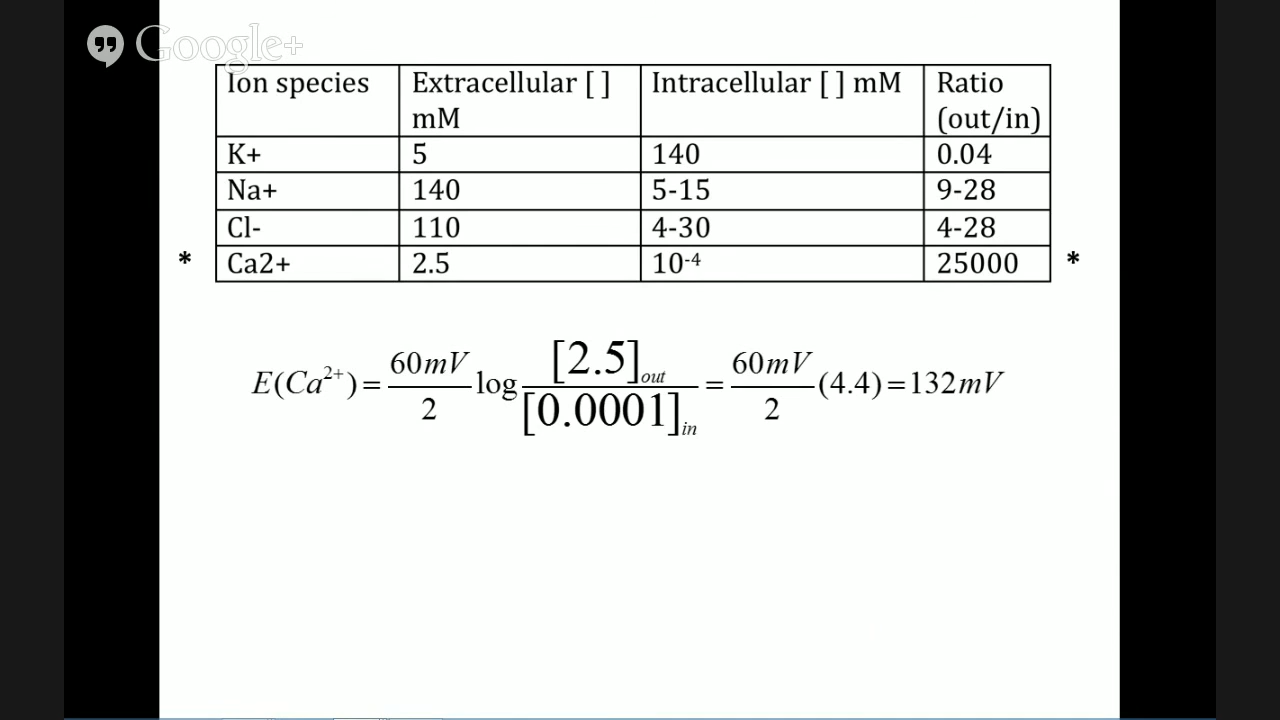 Google+
Ion species Extracellular [ ] mM Intracellular [ ] mM Ratio (out/in)
K+ 5 140 0.04
Na+ 140 5-15 9-28
Cl- 110 4-30 4-28
* Ca2+ 2.5 10⁻⁴ 25000 *
E(Ca²⁺) = 60mV/2 log [2.5]out/[0.0001]in = 60mV/2 (4.4) = 132mV